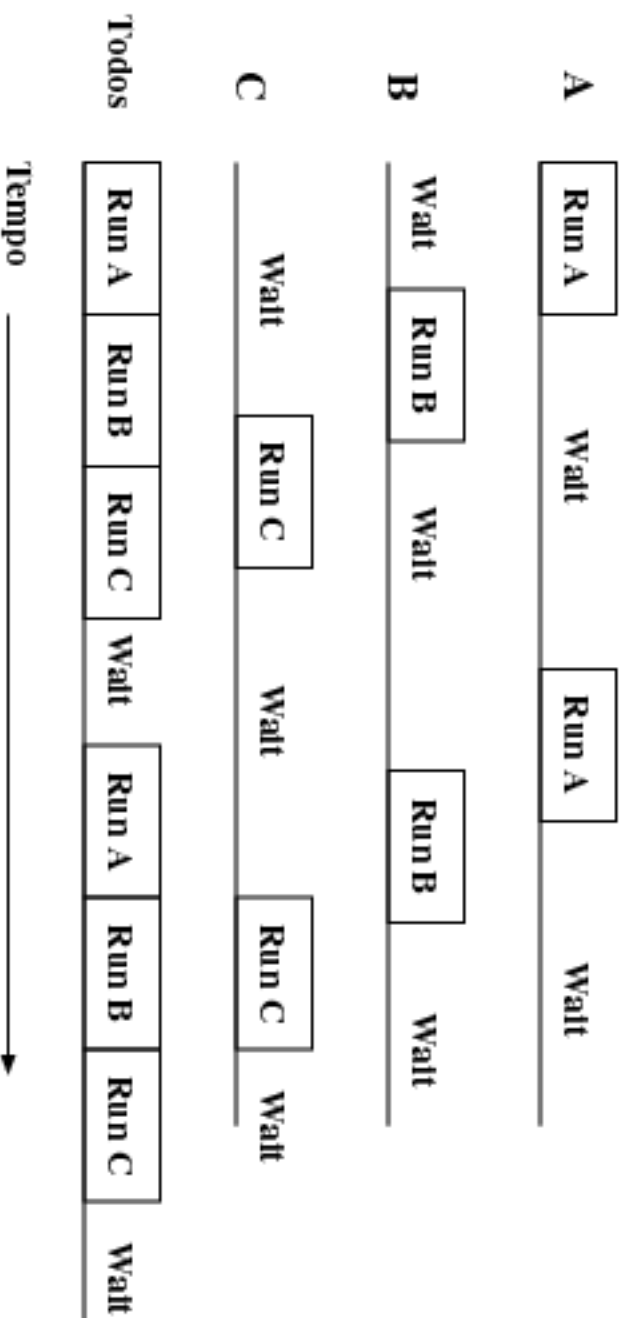 A Run A Wait Run A Wait
B Wait Run B Wait Run B Wait
C Wait Run C Wait Run C Wait
Todos Run A Run B Run C Wait Run A Run B Run C Wait
Tempo